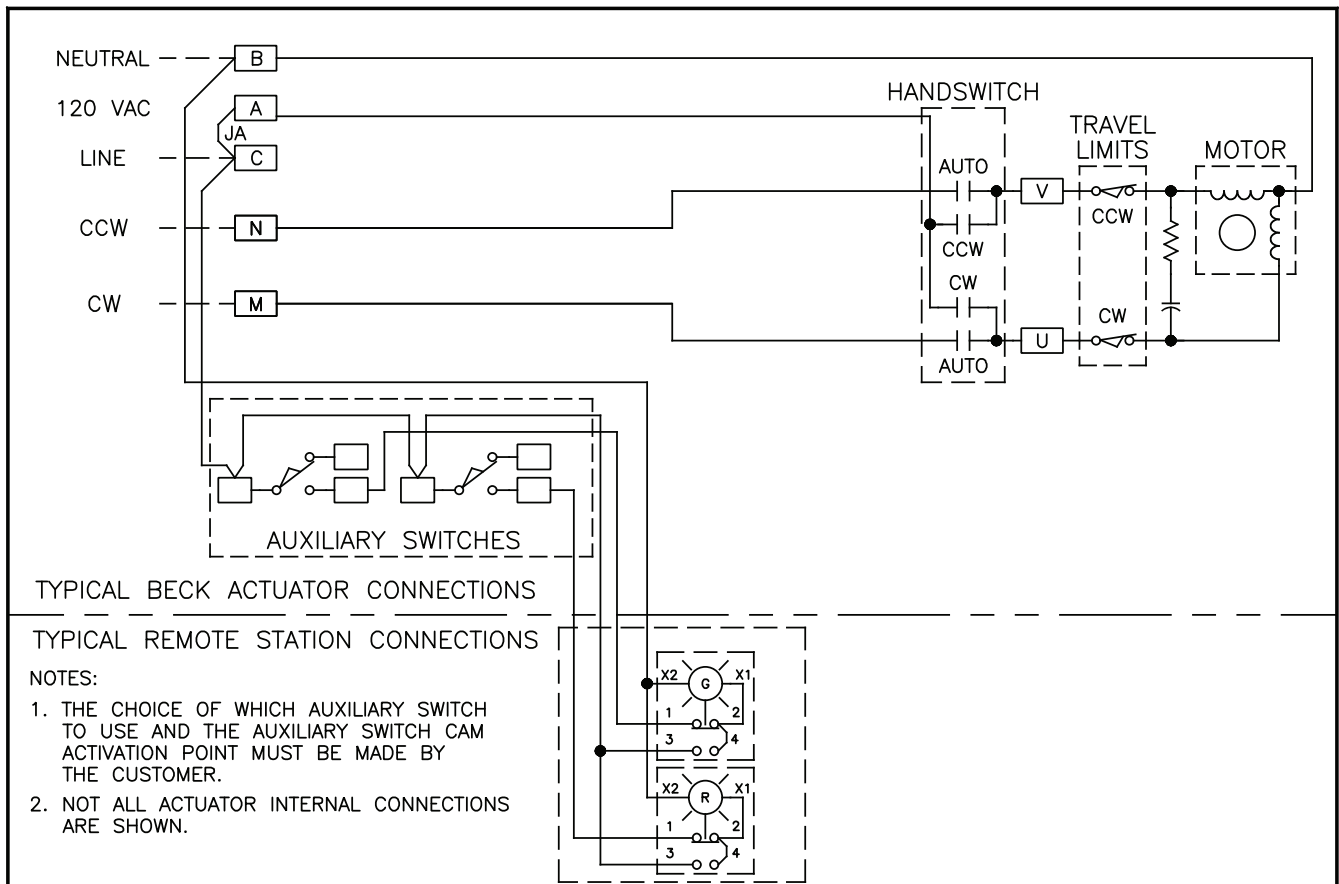 NEUTRAL
B
120 VAC
A
JA
LINE
C
CCW
N
CW
M
HANDSWITCH
AUTO
CCW
CW
AUTO
V
U
TRAVEL
LIMITS
CCW
CW
MOTOR
AUXILIARY SWITCHES
TYPICAL BECK ACTUATOR CONNECTIONS
TYPICAL REMOTE STATION CONNECTIONS
NOTES:
1. THE CHOICE OF WHICH AUXILIARY SWITCH
TO USE AND THE AUXILIARY SWITCH CAM
ACTIVATION POINT MUST BE MADE BY
THE CUSTOMER.
2. NOT ALL ACTUATOR INTERNAL CONNECTIONS
ARE SHOWN.
X2 G X1
1 2
3 4
X2 R X1
1 2
3 4